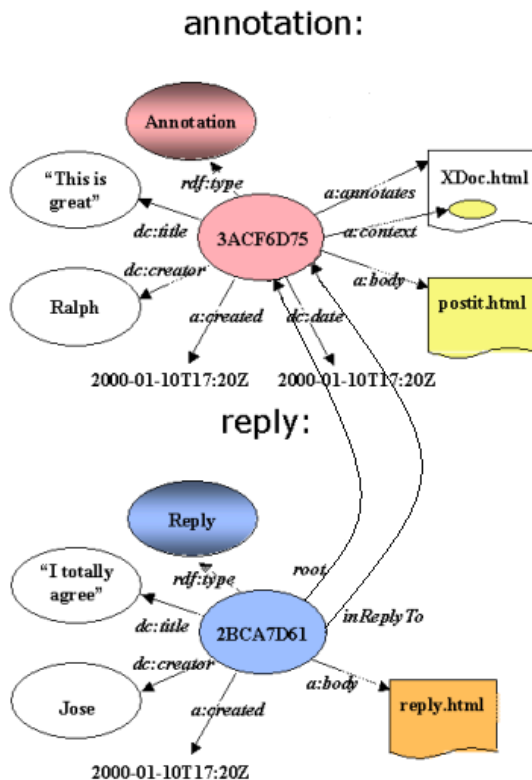 annotation:
Annotation
rdf:type
"This is
great"
dc:title
3ACF6D75
a:annotates
XDoc.html
a:context
dc:creator
Ralph
a:created
dc:date
a:body
postit.html
2000-01-10T17:20Z
2000-01-10T17:20Z
reply:
Reply
rdf:type
root
"I totally
agree"
dc:title
2BCA7D61
inReplyTo
dc:creator
Jose
a:created
a:body
reply.html
2000-01-10T17:20Z